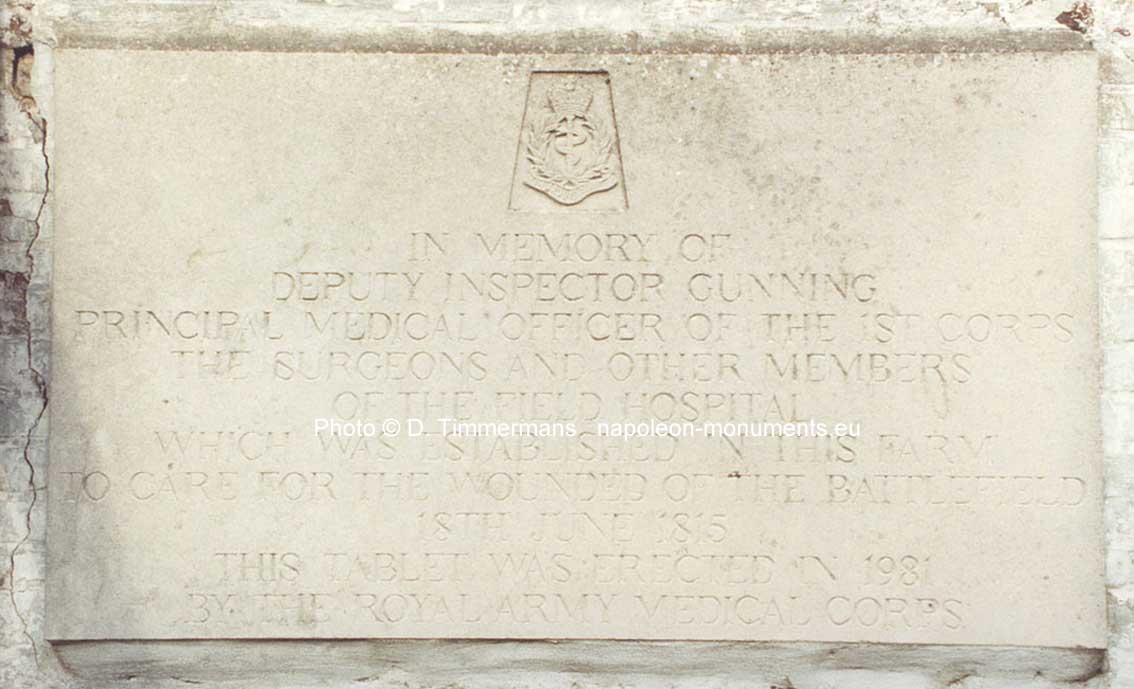 IN MEMORY OF
DEPUTY INSPECTOR GUNNING
PRINCIPAL MEDICAL OFFICER OF THE 1ST CORPS
THE SURGEONS AND OTHER MEMBERS
OF THE FIELD HOSPITAL
Photo © D. Timmermans - napoleon-monuments.eu
WHICH WAS ESTABLISHED IN THIS FARM
TO CARE FOR THE WOUNDED OF THE BATTLEFIELD
18TH JUNE 1815
THIS TABLET WAS ERECTED IN 1981
BY THE ROYAL ARMY MEDICAL CORPS